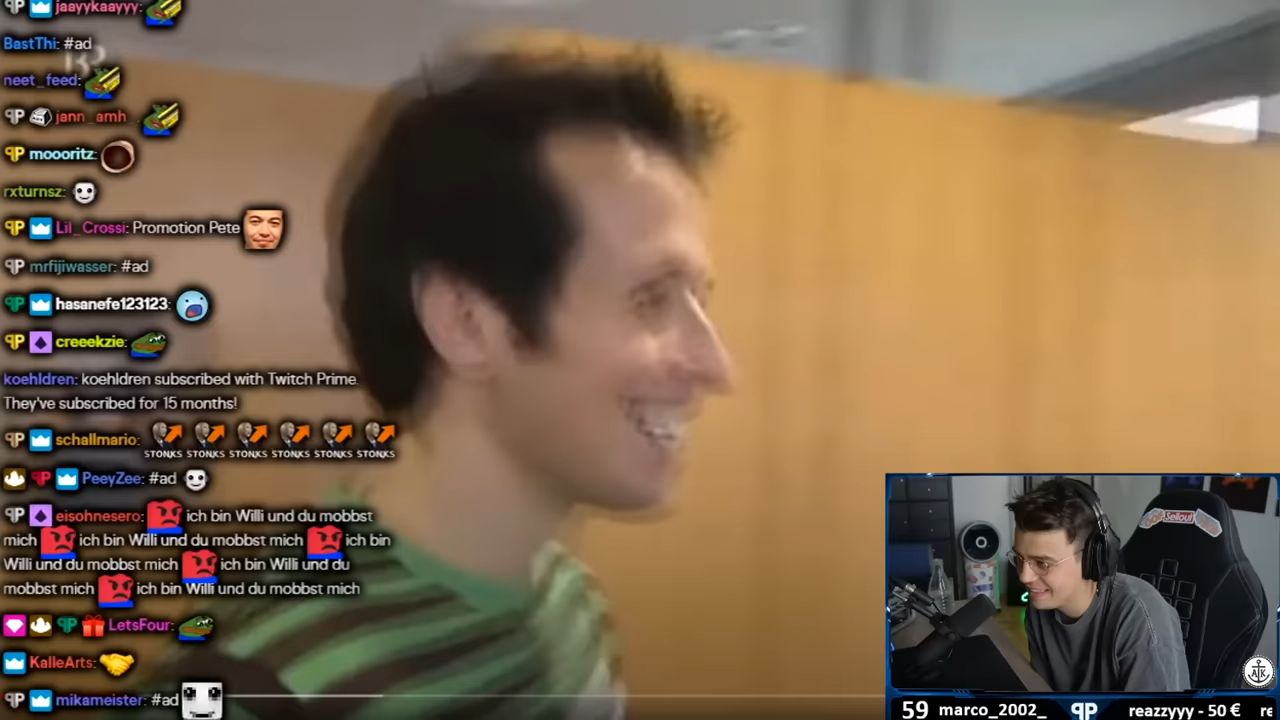 jaayykaayyy:
BastThi: #ad
neet_feed:
jann_amh
moooritz:
rxturnsz:
Lil_Crossi: Promotion Pete
mrfijiwasser: #ad
hasanefe123123:
creeekzie:
koehldren: koehldren subscribed with Twitch Prime.
They've subscribed for 15 months!
schallmario:
STONKS STONKS STONKS STONKS STONKS STONKS
PeeyZee: #ad
eisohnesero: ich bin Willi und du mobbst
mich ich bin Willi und du mobbst mich ich bin
Willi und du mobbst mich ich bin Willi und du
mobbst mich ich bin Willi und du mobbst mich
LetsFour:
KalleArts:
mikameister: #ad
Sellout
59 marco_2002_ reazzyyy - 50 € re